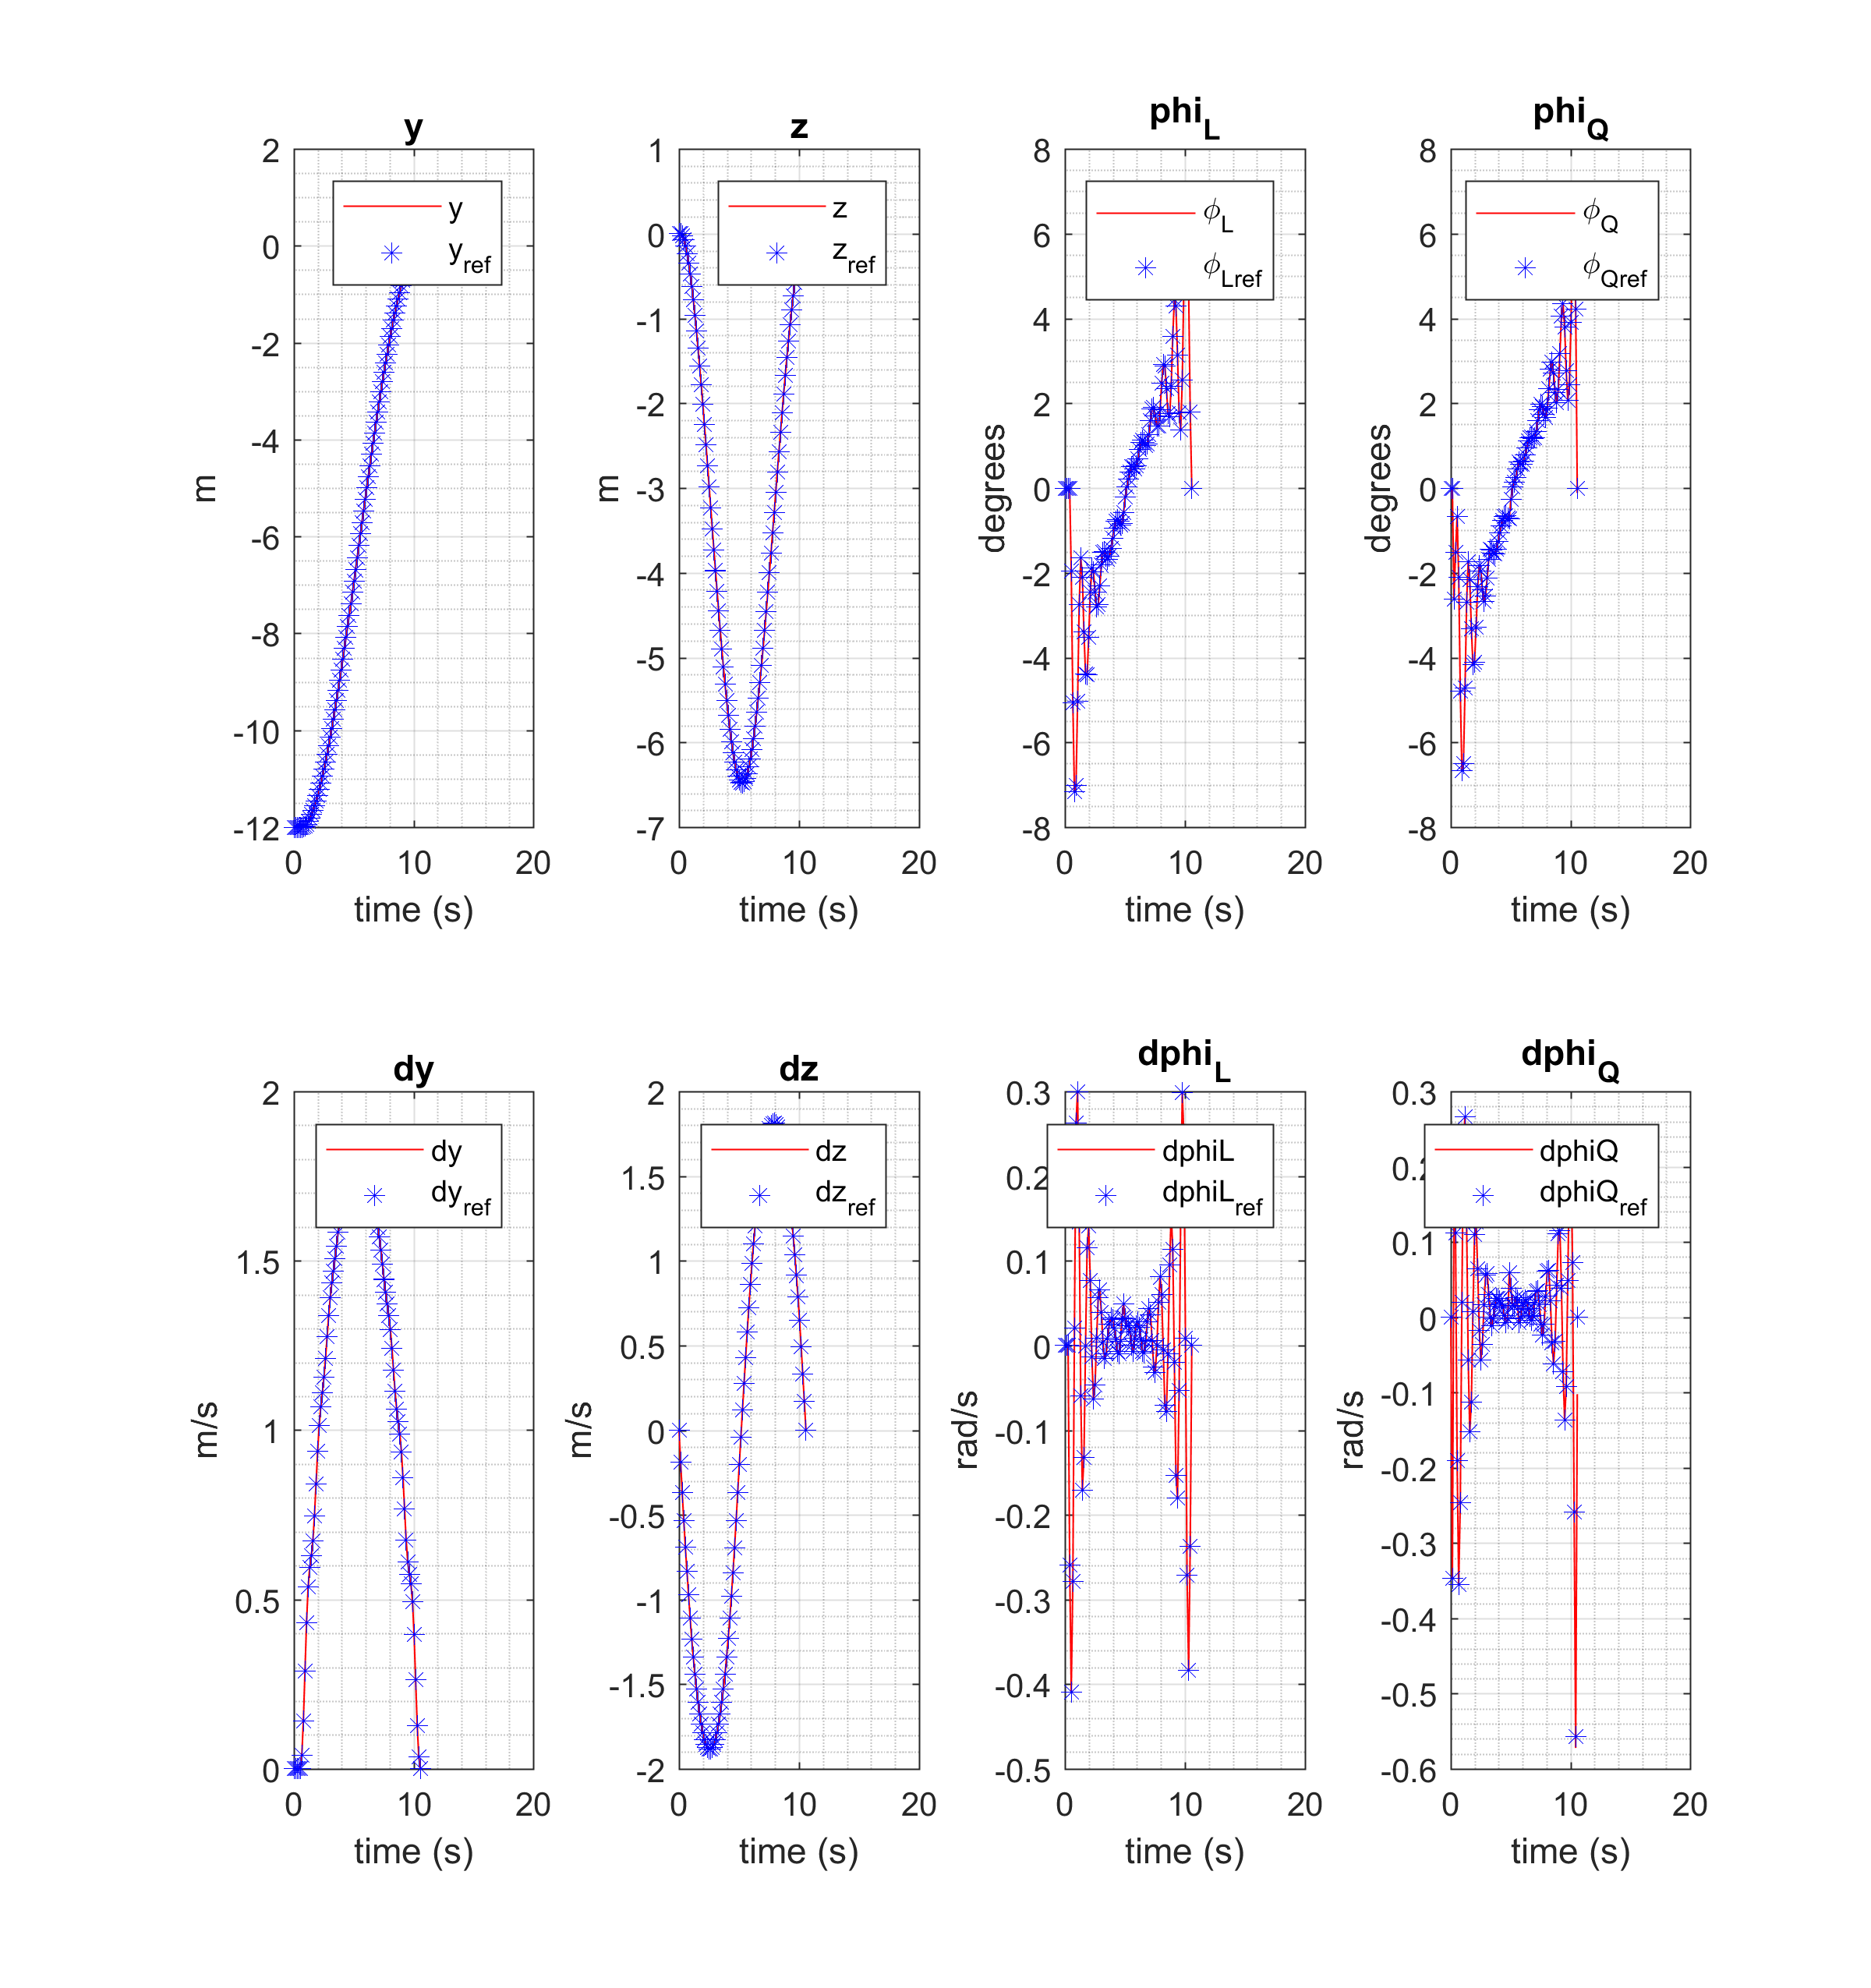 y
2
0
-2
-4
-6
-8
-10
-12
m
0 10 20
time (s)
y
y_ref
z
1
0
-1
-2
-3
-4
-5
-6
-7
m
0 10 20
time (s)
z
z_ref
phi_L
8
6
4
2
0
-2
-4
-6
-8
degrees
0 10 20
time (s)
ϕ_L
ϕ_Lref
phi_Q
8
6
4
2
0
-2
-4
-6
-8
degrees
0 10 20
time (s)
ϕ_Q
ϕ_Qref
dy
2
1.5
1
0.5
0
m/s
0 10 20
time (s)
dy
dy_ref
dz
2
1.5
1
0.5
0
-0.5
-1
-1.5
-2
m/s
0 10 20
time (s)
dz
dz_ref
dphi_L
0.3
0.2
0.1
0
-0.1
-0.2
-0.3
-0.4
-0.5
rad/s
0 10 20
time (s)
dphiL
dphiL_ref
dphi_Q
0.3
0.2
0.1
0
-0.1
-0.2
-0.3
-0.4
-0.5
-0.6
rad/s
0 10 20
time (s)
dphiQ
dphiQ_ref